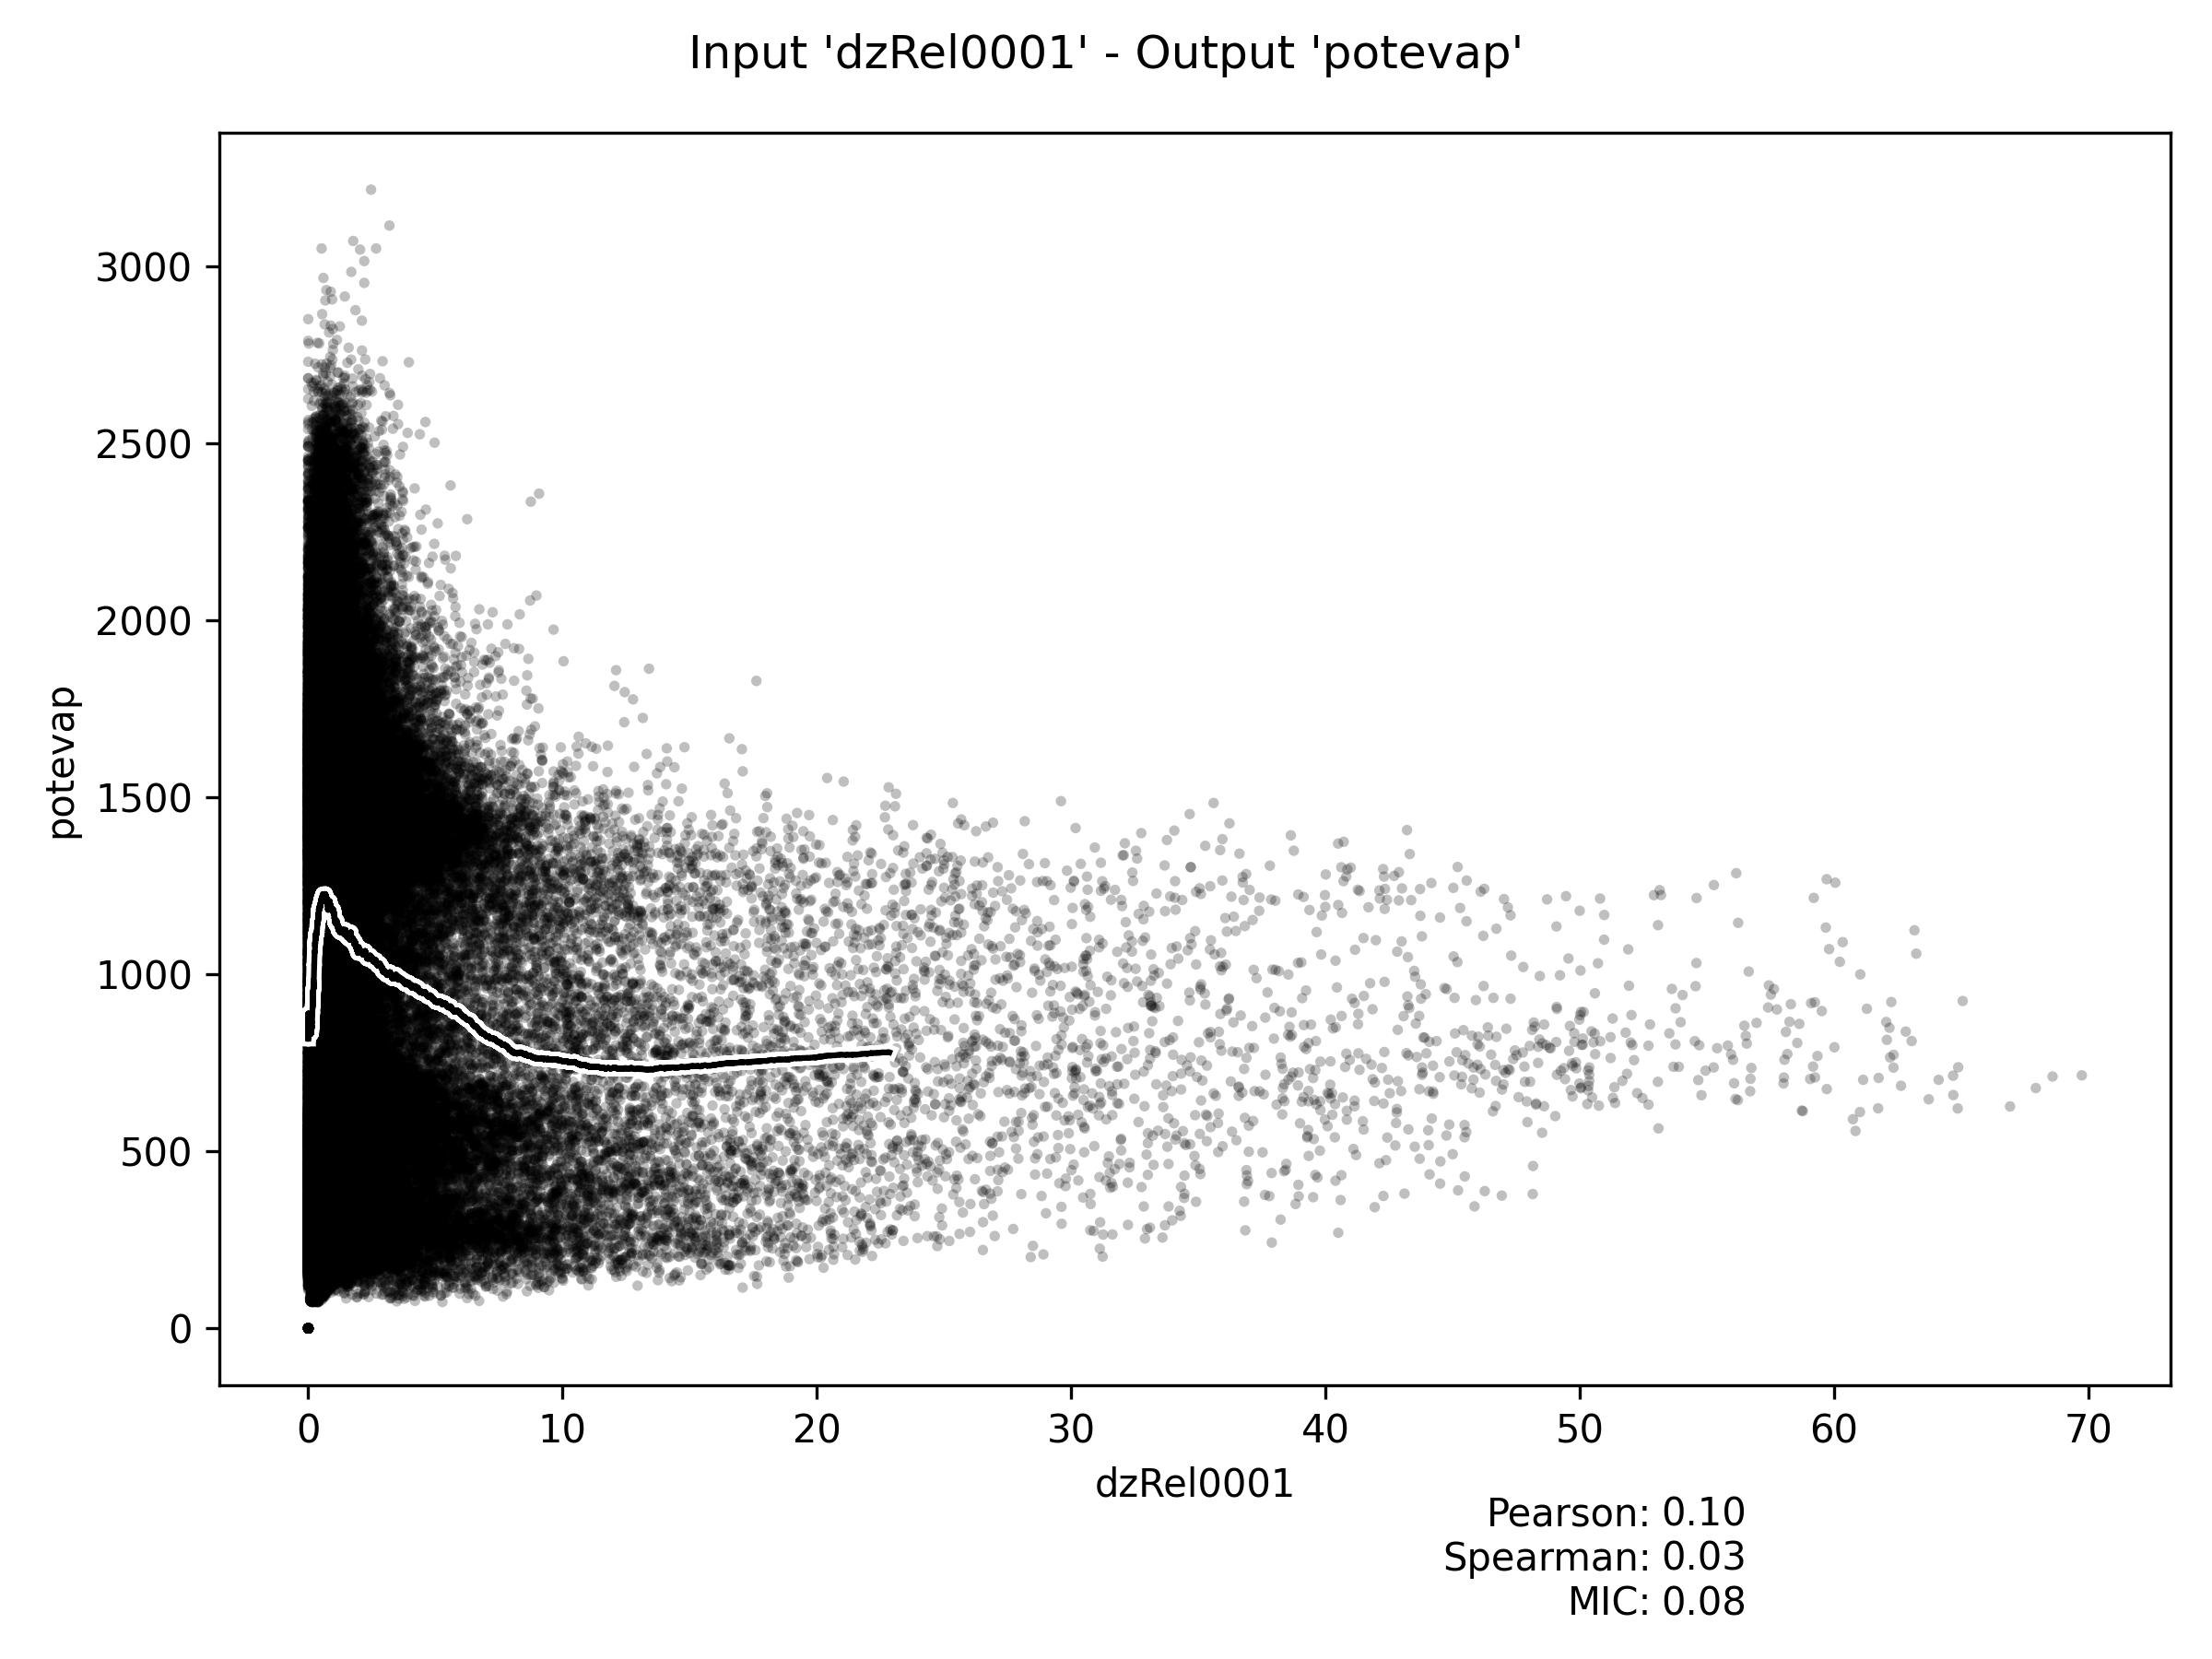 Input 'dzRel0001' - Output 'potevap'
3000
2500
2000
1500
1000
500
0
potevap
0 10 20 30 40 50 60 70
dzRel0001
Pearson: 0.10
Spearman: 0.03
MIC: 0.08